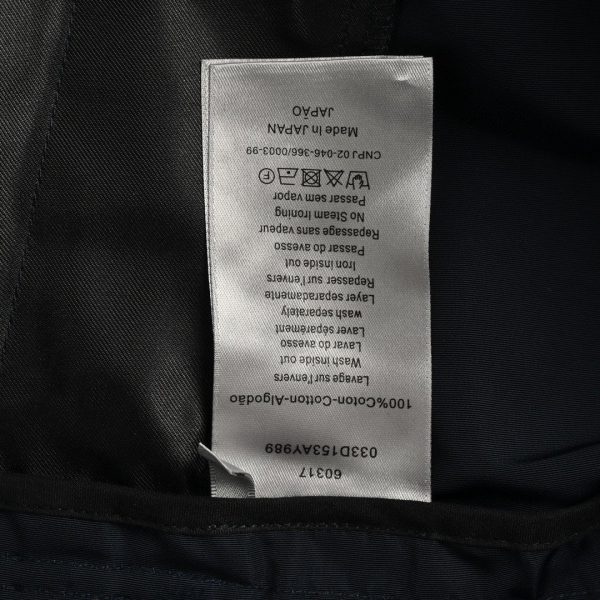 60317
033D153AY989
100%Coton-Cotton-Algodão
Lavage sur l'envers
Wash inside out
Lavar do avesso
Laver séparément
wash separately
Layer separadamente
Repasser sur l'envers
Iron inside out
Passar do avesso
Repassage sans vapeur
No Steam Ironing
Passar sem vapor
F
CNPJ 02-046-366/0003-99
Made In JAPAN
JAPÃO